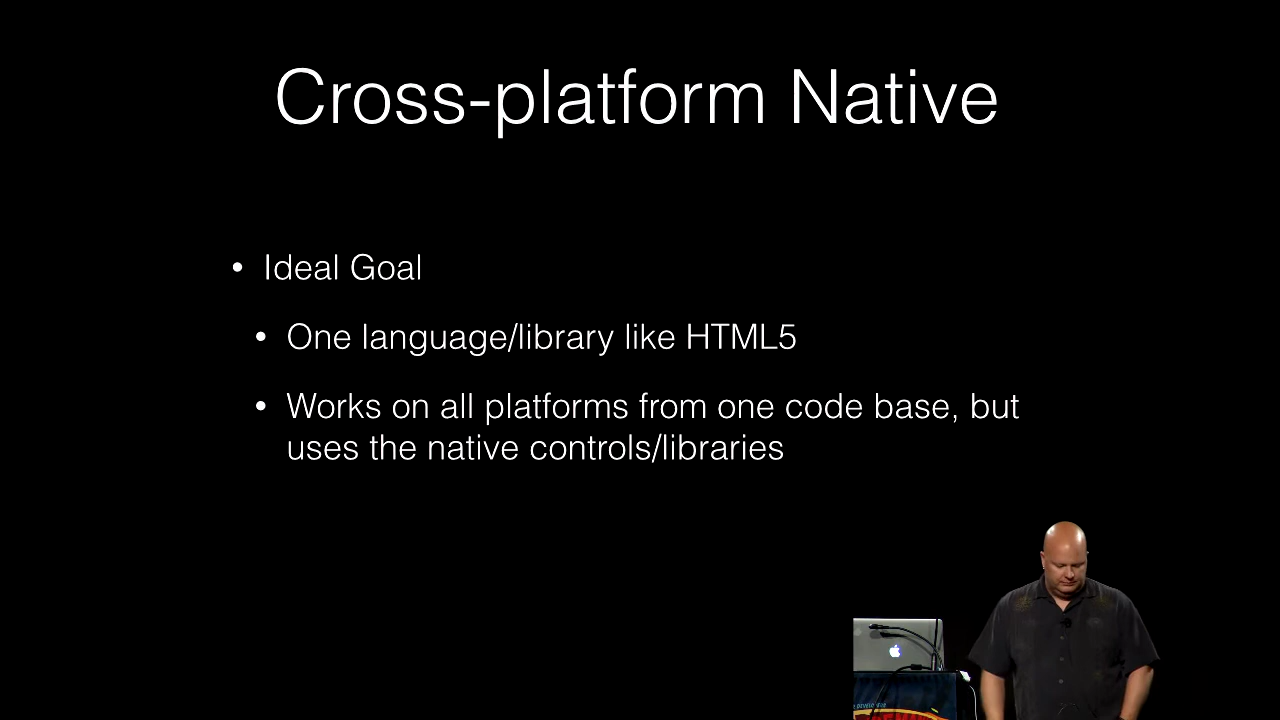 Cross-platform Native
• Ideal Goal
• One language/library like HTML5
• Works on all platforms from one code base, but
uses the native controls/libraries